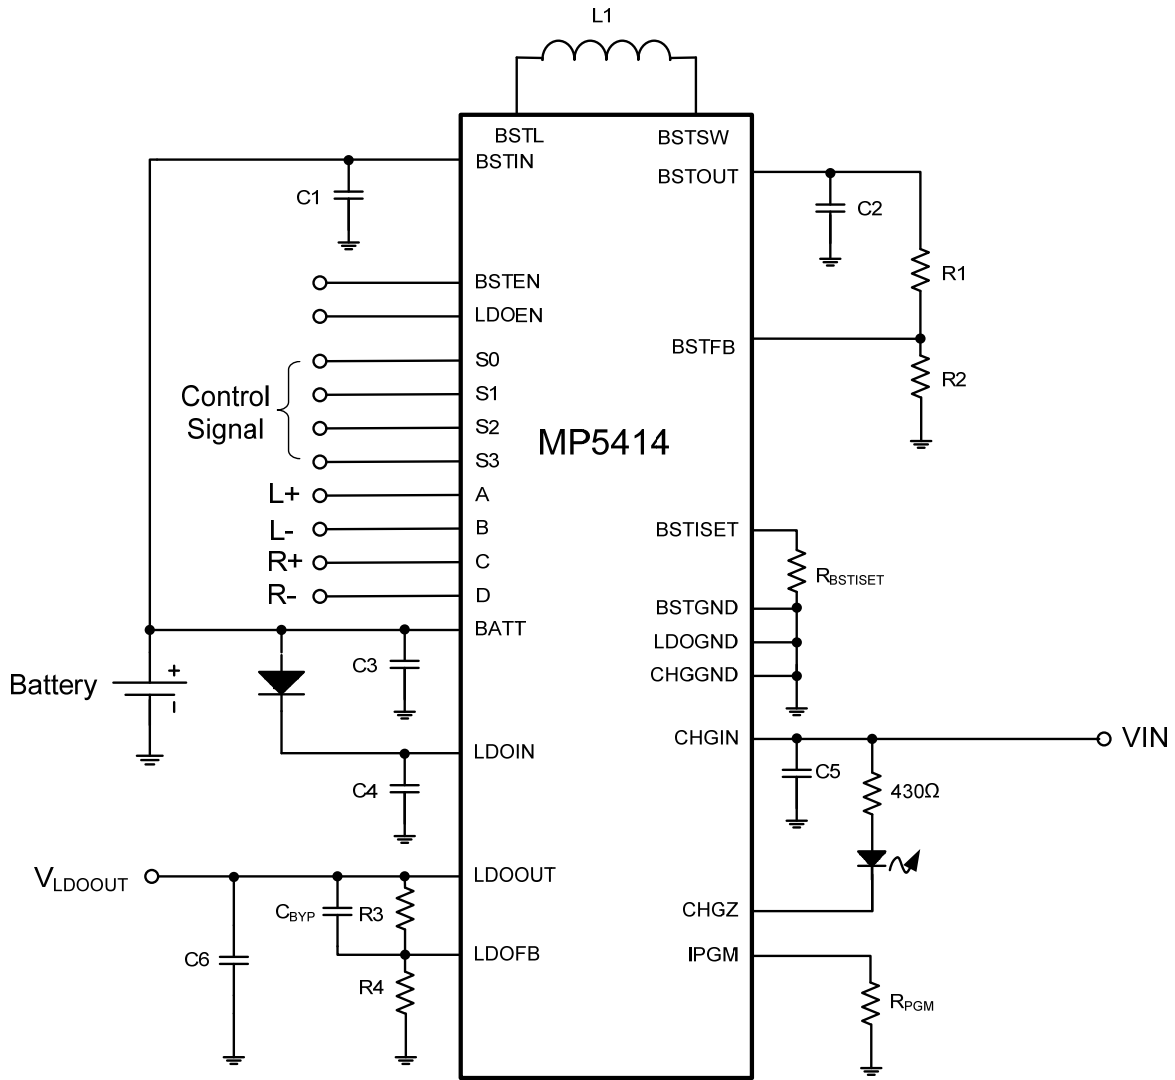 L1
BSTL
BSTSW
BSTIN
BSTOUT
C1
C2
BSTEN
R1
LDOEN
BSTFB
S0
R2
Control
Signal
S1
S2
S3
MP5414
L+
A
L-
B
BSTISET
R+
C
RBSTISET
R-
D
BSTGND
BATT
LDOGND
C3
CHGGND
Battery
+
CHGIN
VIN
LDOIN
C5
C4
430Ω
VLDOOUT
LDOOUT
CBYP
R3
CHGZ
C6
LDOFB
IPGM
R4
RPGM